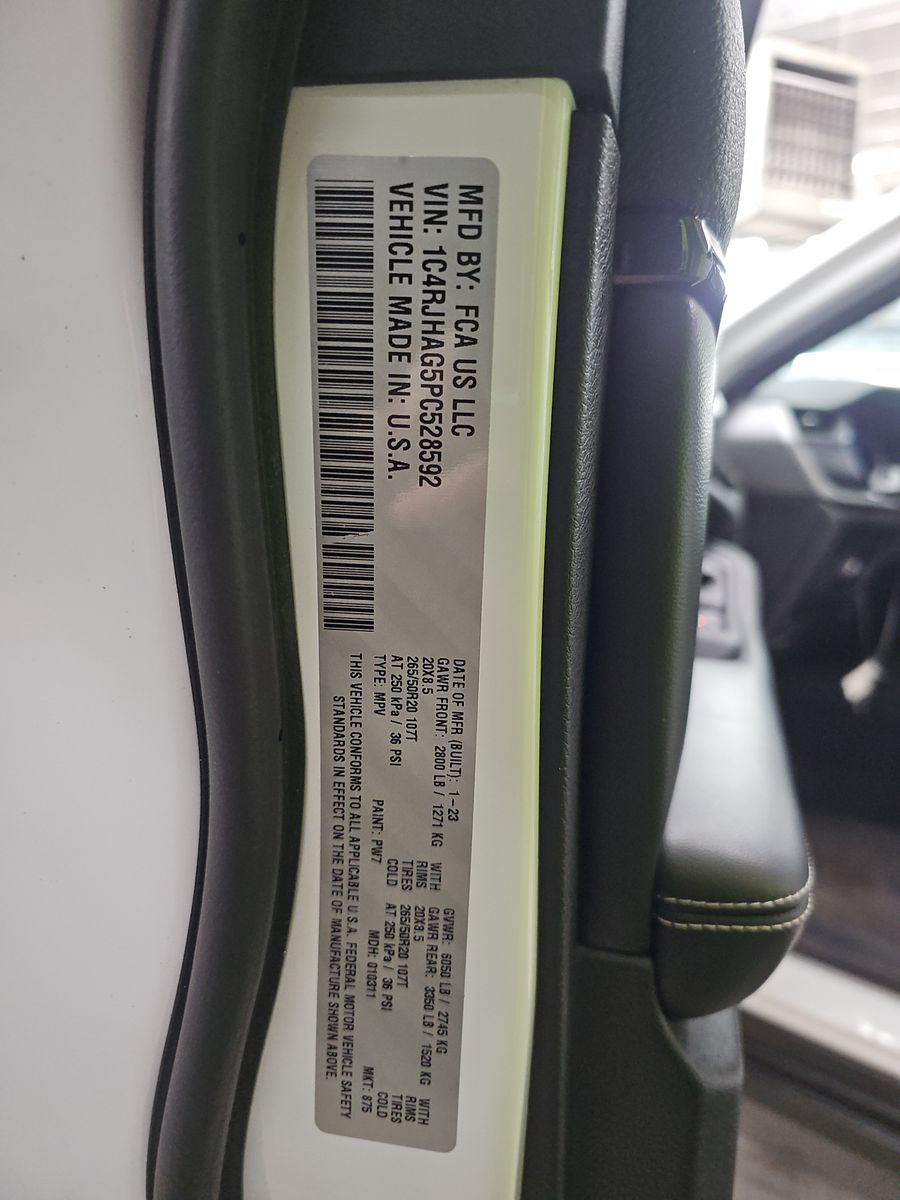 MFD BY: FCA US LLC
VIN: 1C4RJHAG5PC528592
VEHICLE MADE IN: U.S.A.
DATE OF MFR (BUILT): 1-23 GVWR: 6050 LB / 2745 KG
GAWR FRONT: 2800 LB / 1271 KG WITH GAWR REAR: 3350 LB / 1520 KG WITH
20X8.5 RIMS 20X8.5 RIMS
265/50R20 107T TIRES 265/50R20 107T TIRES
AT 250 kPa / 36 PSI COLD AT 250 kPa / 36 PSI COLD
TYPE: MPV PAINT: PW7 MDH: 010311 MKT: 875
THIS VEHICLE CONFORMS TO ALL APPLICABLE U.S.A. FEDERAL MOTOR VEHICLE SAFETY
STANDARDS IN EFFECT ON THE DATE OF MANUFACTURE SHOWN ABOVE.